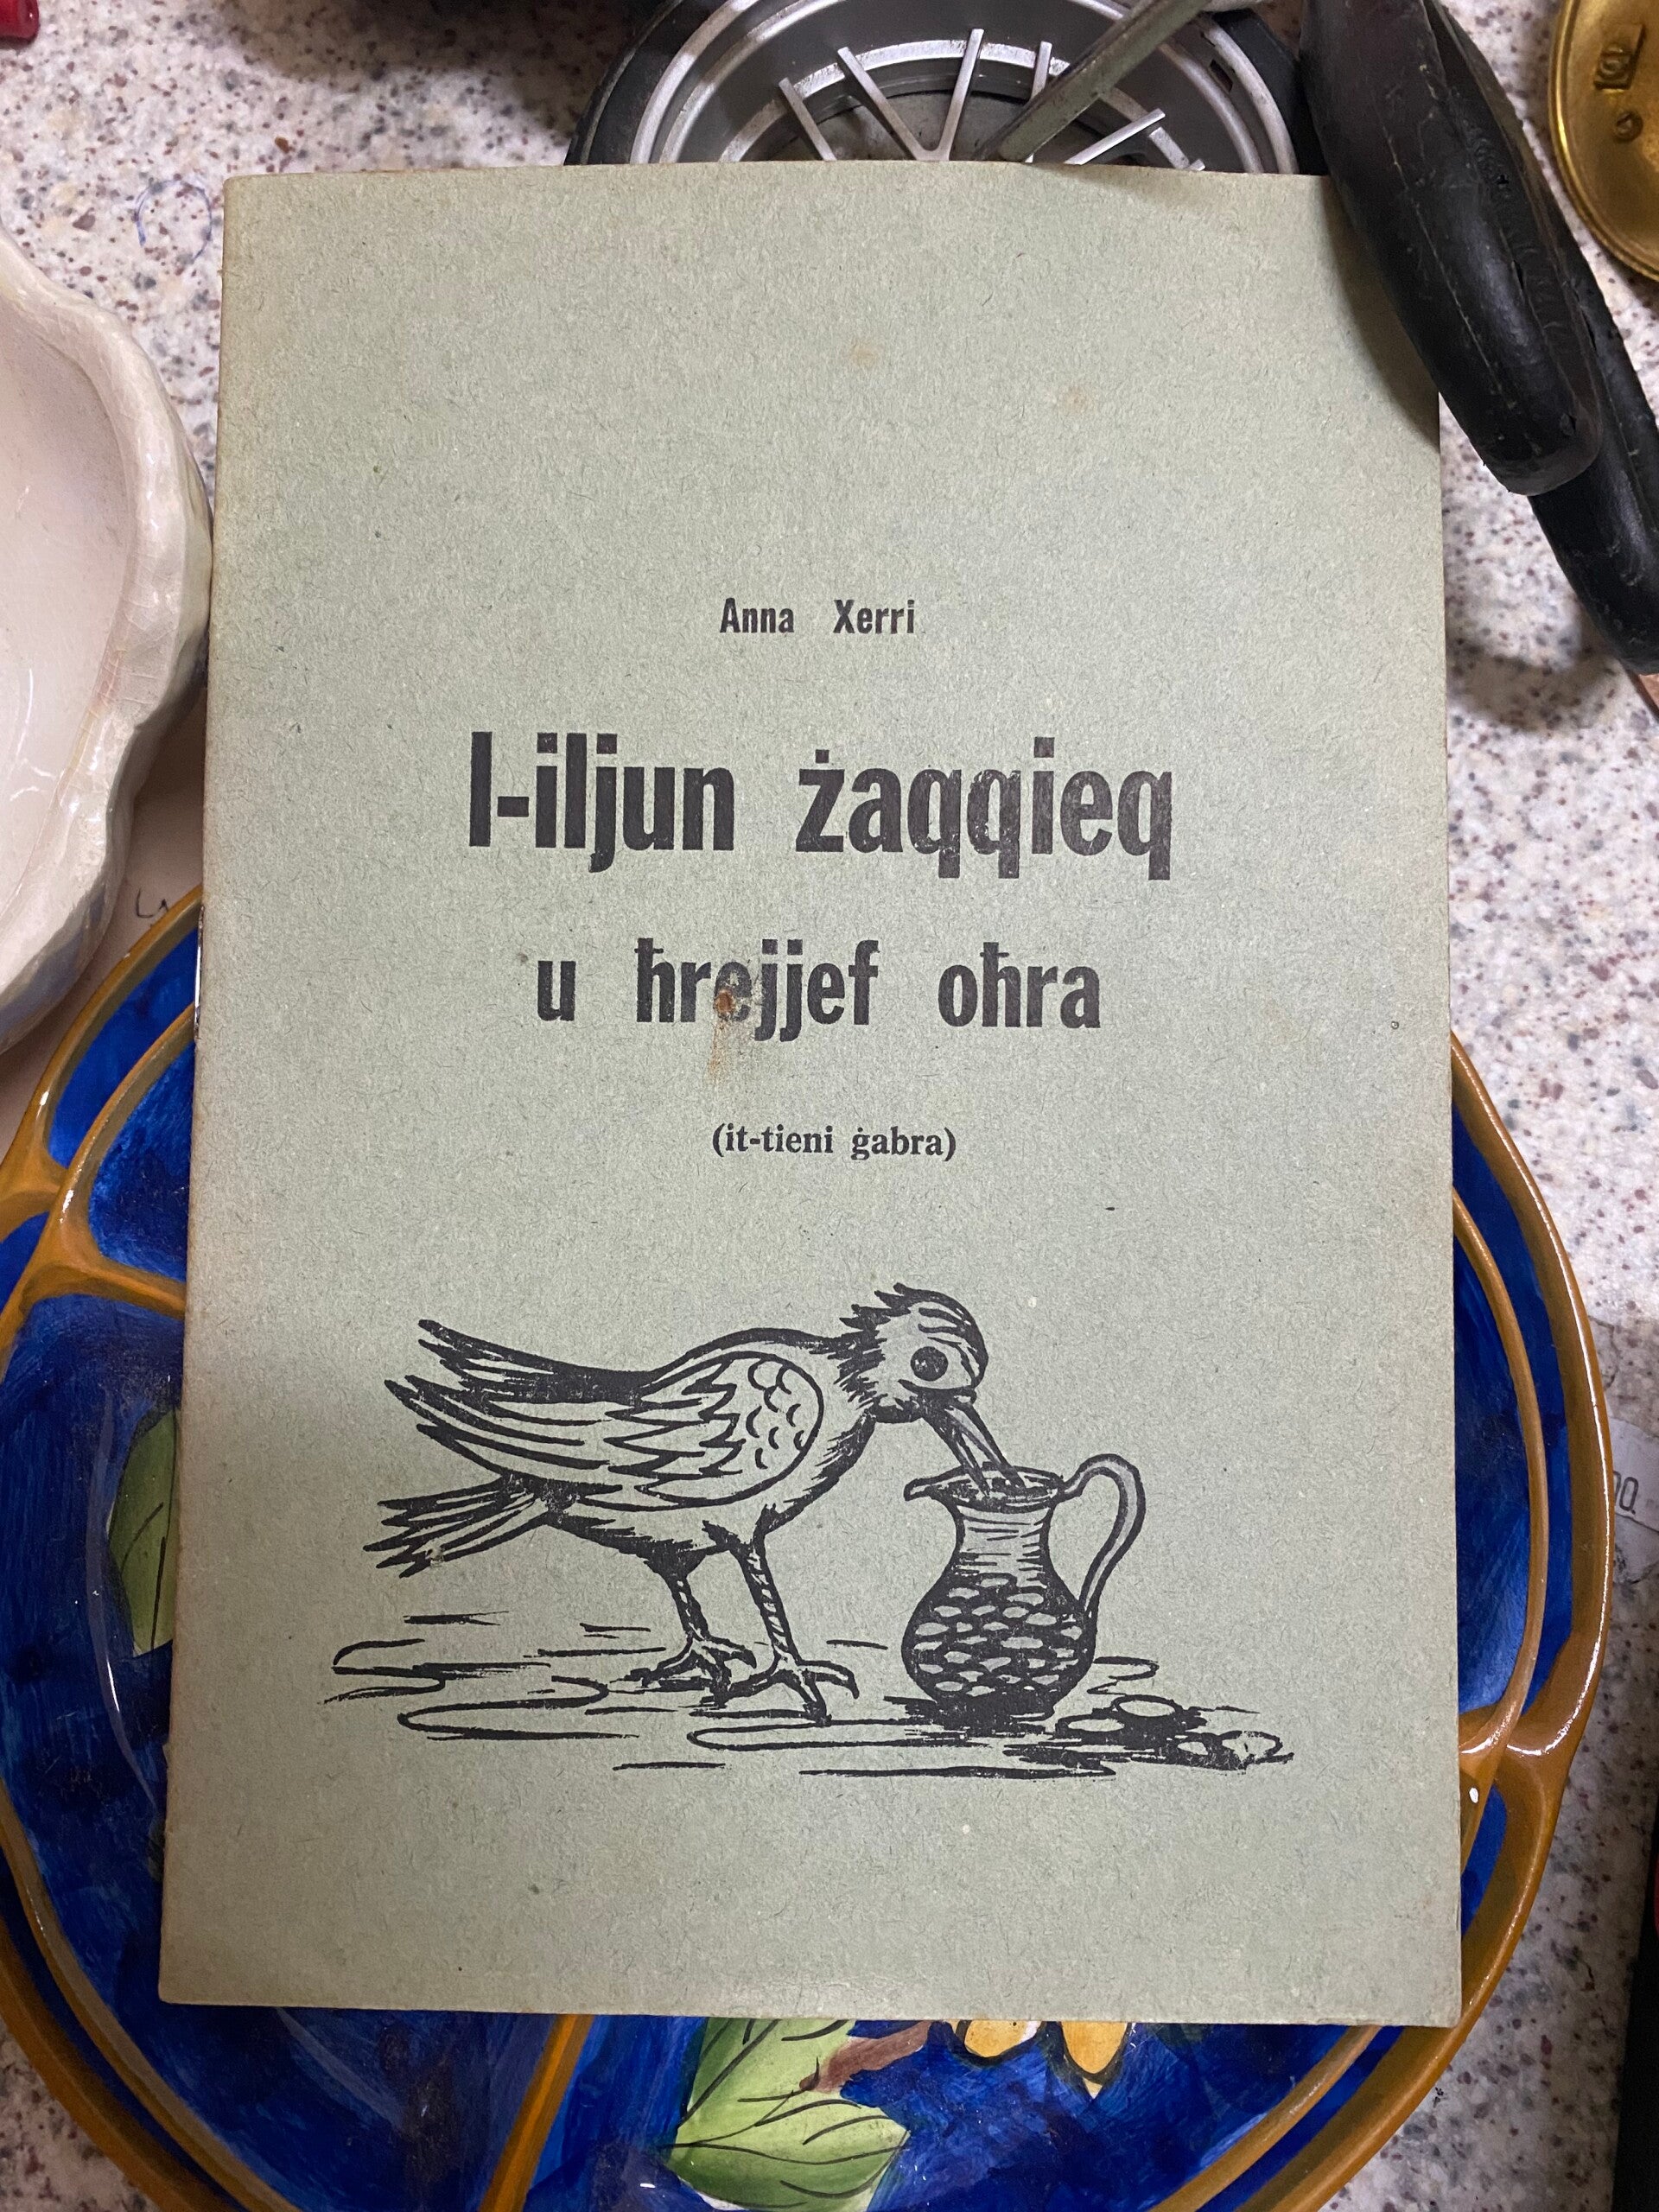 Anna Xerri
l-iljun żaqqieq
u ħrejjef oħra
(it-tieni ġabra)